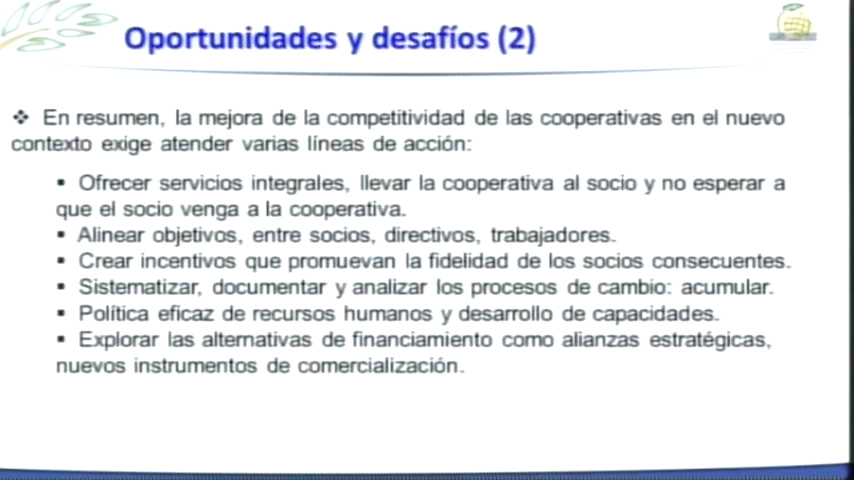 Oportunidades y desafíos (2)
❖ En resumen, la mejora de la competitividad de las cooperativas en el nuevo
contexto exige atender varias líneas de acción:
▪ Ofrecer servicios integrales, llevar la cooperativa al socio y no esperar a
que el socio venga a la cooperativa.
▪ Alinear objetivos, entre socios, directivos, trabajadores.
▪ Crear incentivos que promuevan la fidelidad de los socios consecuentes.
▪ Sistematizar, documentar y analizar los procesos de cambio: acumular.
▪ Política eficaz de recursos humanos y desarrollo de capacidades.
▪ Explorar las alternativas de financiamiento como alianzas estratégicas,
nuevos instrumentos de comercialización.